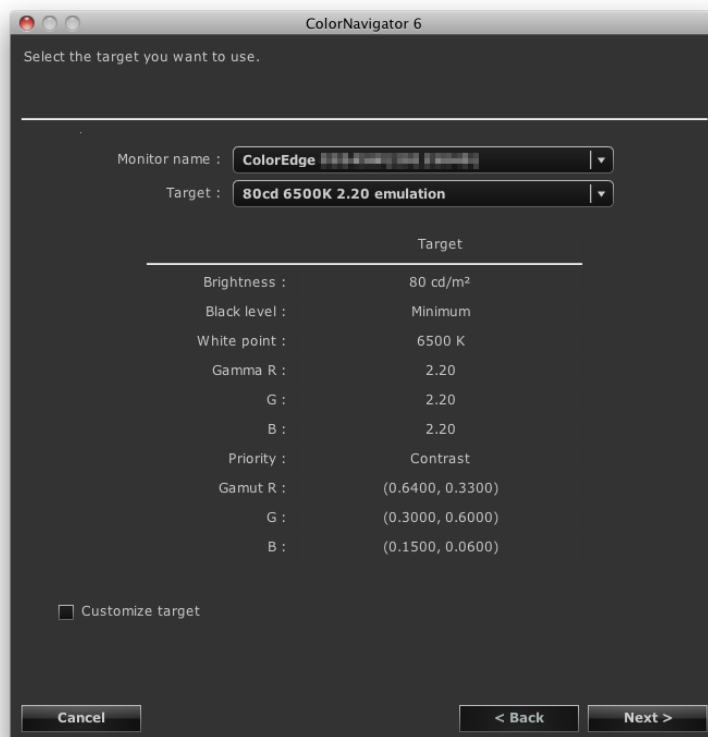 ColorNavigator 6
Select the target you want to use.
Monitor name : ColorEdge
Target : 80cd 6500K 2.20 emulation
Target
Brightness : 80 cd/m²
Black level : Minimum
White point : 6500 K
Gamma R : 2.20
G : 2.20
B : 2.20
Priority : Contrast
Gamut R : (0.6400, 0.3300)
G : (0.3000, 0.6000)
B : (0.1500, 0.0600)
Customize target
Cancel < Back Next >